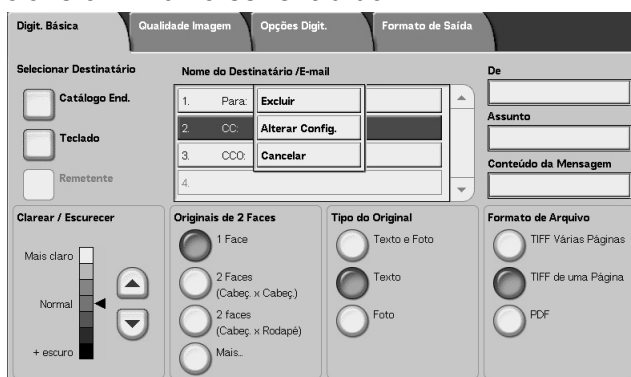 Digit. Básica
Qualidade Imagem
Opções Digit.
Formato de Saída
Selecionar Destinatário
Nome do Destinatário /E-mail
De
Catálogo End.
1. Para:
Excluir
Assunto
Teclado
2. CC:
Alterar Config.
3. CCO:
Cancelar
Conteúdo da Mensagem
Remetente
4.
Clarear / Escurecer
Originais de 2 Faces
Tipo do Original
Formato de Arquivo
Mais claro
Normal
+ escuro
1 Face
2 Faces
(Cabeç. x Cabeç.)
2 faces
(Cabeç. x Rodapé)
Mais...
Texto e Foto
Texto
Foto
TIFF Várias Páginas
TIFF de uma Página
PDF